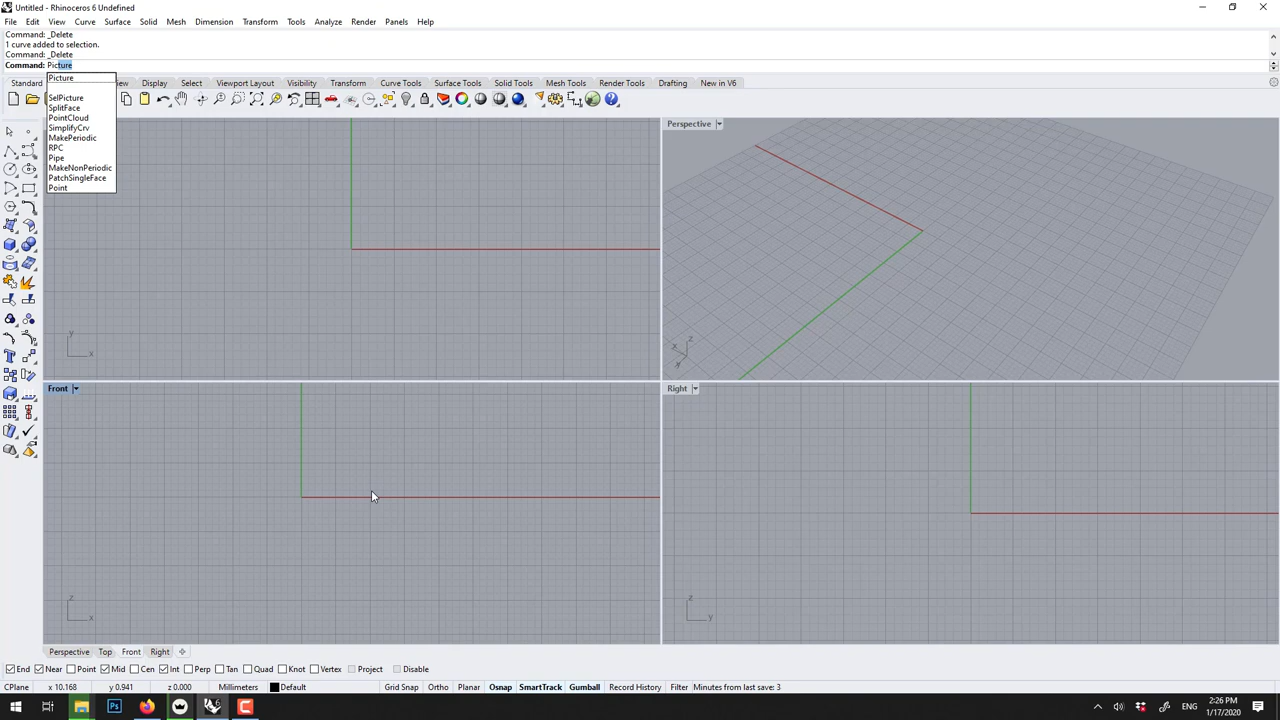 Untitled - Rhinoceros 6 Undefined
File Edit View Curve Surface Solid Mesh Dimension Transform Tools Analyze Render Panels Help
Command: _Delete
1 curve added to selection.
Command: _Delete
Command: Picture
Picture
SelPicture
SplitFace
PointCloud
SimplifyCrv
MakePeriodic
RPC
Pipe
MakeNonPeriodic
PatchSingleFace
Point
Standard Display Select Viewport Layout Visibility Transform Curve Tools Surface Tools Solid Tools Mesh Tools Render Tools Drafting New in V6
Perspective
y
x
z
x
y
Front
Right
z
x
z
y
Perspective Top Front Right
End Near Point Mid Cen Int Perp Tan Quad Knot Vertex Project Disable
CPlane x 10.168 y 0.941 z 0.000 Millimeters Default Grid Snap Ortho Planar Osnap SmartTrack Gumball Record History Filter Minutes from last save: 3
Ps
ENG
2:26 PM
1/17/2020